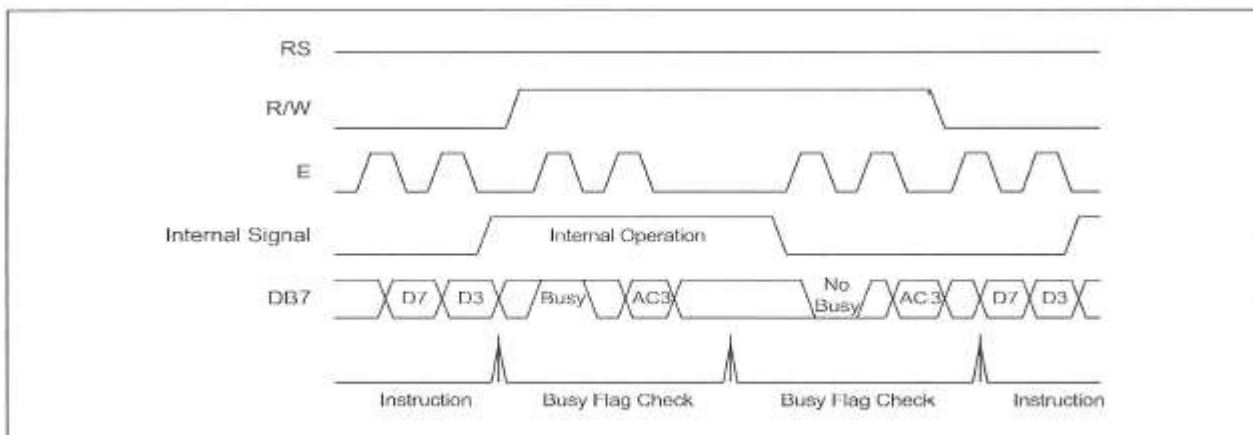 RS
R/W
E
Internal Signal
Internal Operation
DB7
D7 D3 Busy AC3 No Busy AC3 D7 D3
Instruction Busy Flag Check Busy Flag Check Instruction